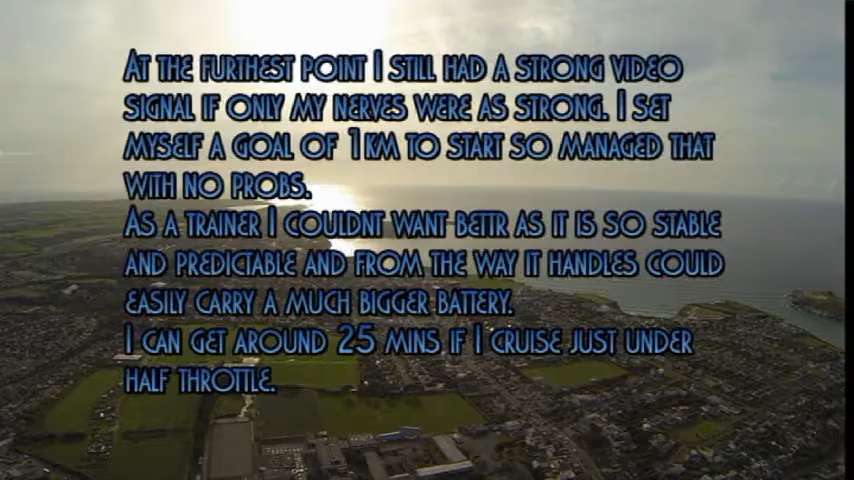 At the furthest point I still had a strong video
signal if only my nerves were as strong. I set
myself a goal of 1km to start so managed that
with no probs.
As a trainer I couldnt want bettr as it is so stable
and predictable and from the way it handles could
easily carry a much bigger battery.
I can get around 25 mins if I cruise just under
half throttle.